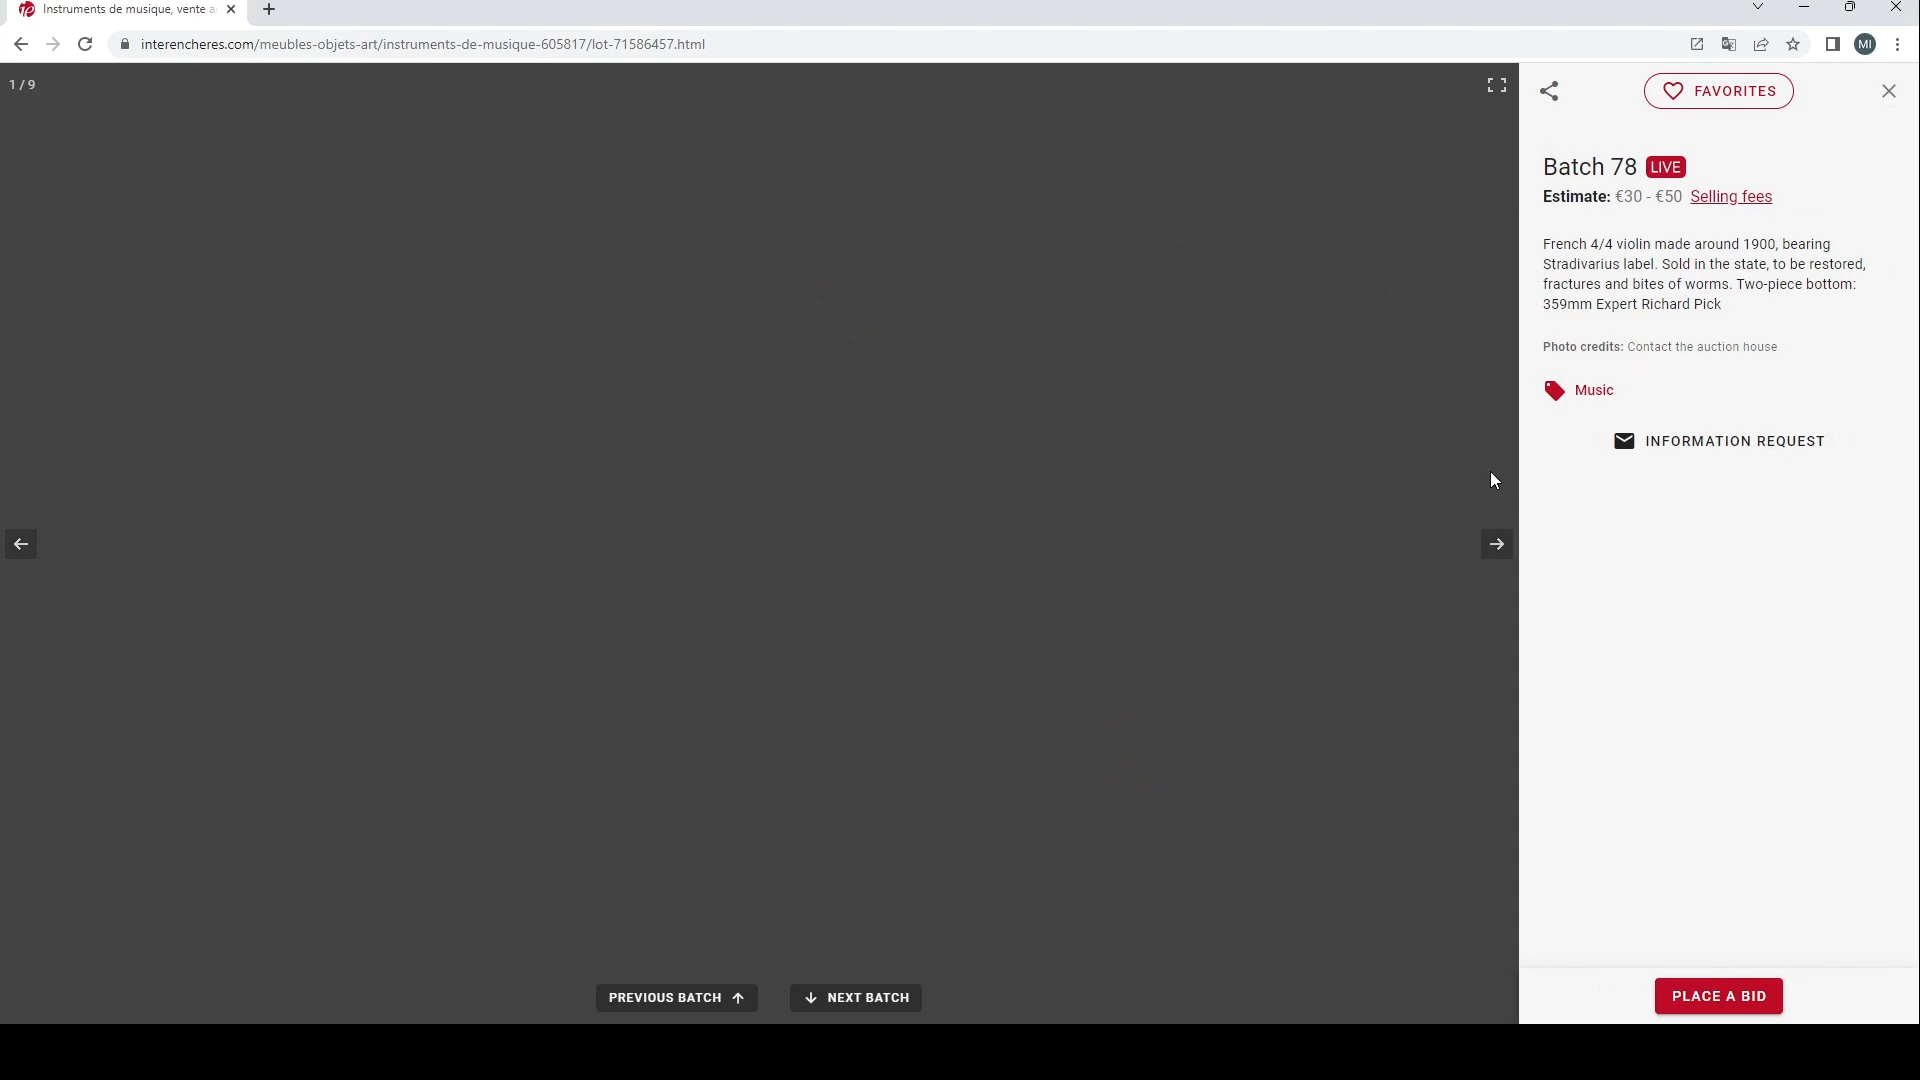 Instruments de musique, vente a
interencheres.com/meubles-objets-art/instruments-de-musique-605817/lot-71586457.html
MI
1 / 9
FAVORITES
Batch 78 LIVE
Estimate: €30 - €50 Selling fees
French 4/4 violin made around 1900, bearing
Stradivarius label. Sold in the state, to be restored,
fractures and bites of worms. Two-piece bottom:
359mm Expert Richard Pick
Photo credits: Contact the auction house
Music
INFORMATION REQUEST
PREVIOUS BATCH
NEXT BATCH
PLACE A BID